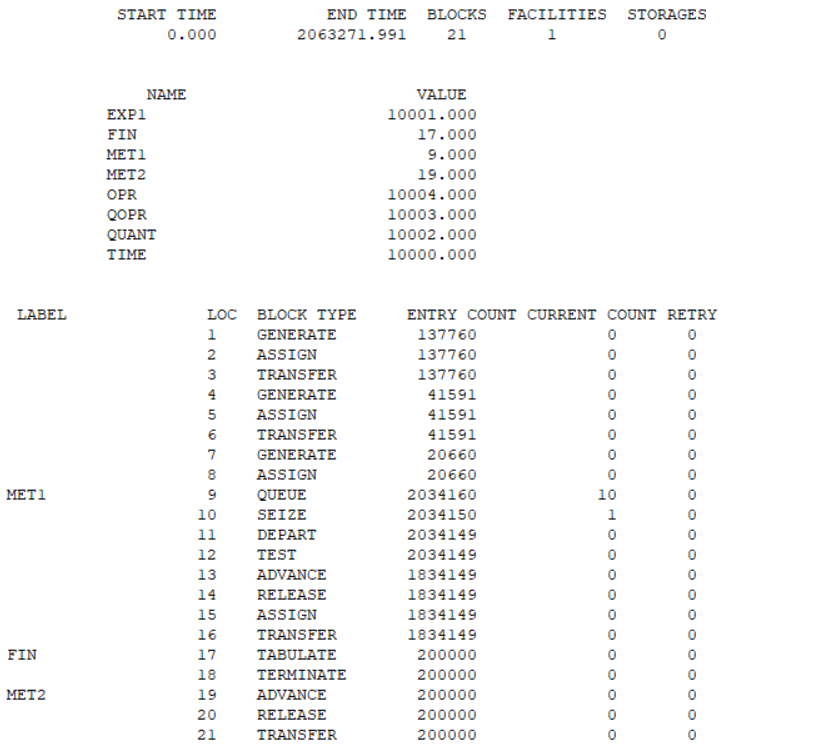 START TIME END TIME BLOCKS FACILITIES STORAGES
0.000 2063271.991 21 1 0
NAME VALUE
EXP1 10001.000
FIN 17.000
MET1 9.000
MET2 19.000
OPR 10004.000
QOPR 10003.000
QUANT 10002.000
TIME 10000.000
LABEL LOC BLOCK TYPE ENTRY COUNT CURRENT COUNT RETRY
1 GENERATE 137760 0 0
2 ASSIGN 137760 0 0
3 TRANSFER 137760 0 0
4 GENERATE 41591 0 0
5 ASSIGN 41591 0 0
6 TRANSFER 41591 0 0
7 GENERATE 20660 0 0
8 ASSIGN 20660 0 0
MET1 9 QUEUE 2034160 10 0
10 SEIZE 2034150 1 0
11 DEPART 2034149 0 0
12 TEST 2034149 0 0
13 ADVANCE 1834149 0 0
14 RELEASE 1834149 0 0
15 ASSIGN 1834149 0 0
16 TRANSFER 1834149 0 0
FIN 17 TABULATE 200000 0 0
18 TERMINATE 200000 0 0
MET2 19 ADVANCE 200000 0 0
20 RELEASE 200000 0 0
21 TRANSFER 200000 0 0